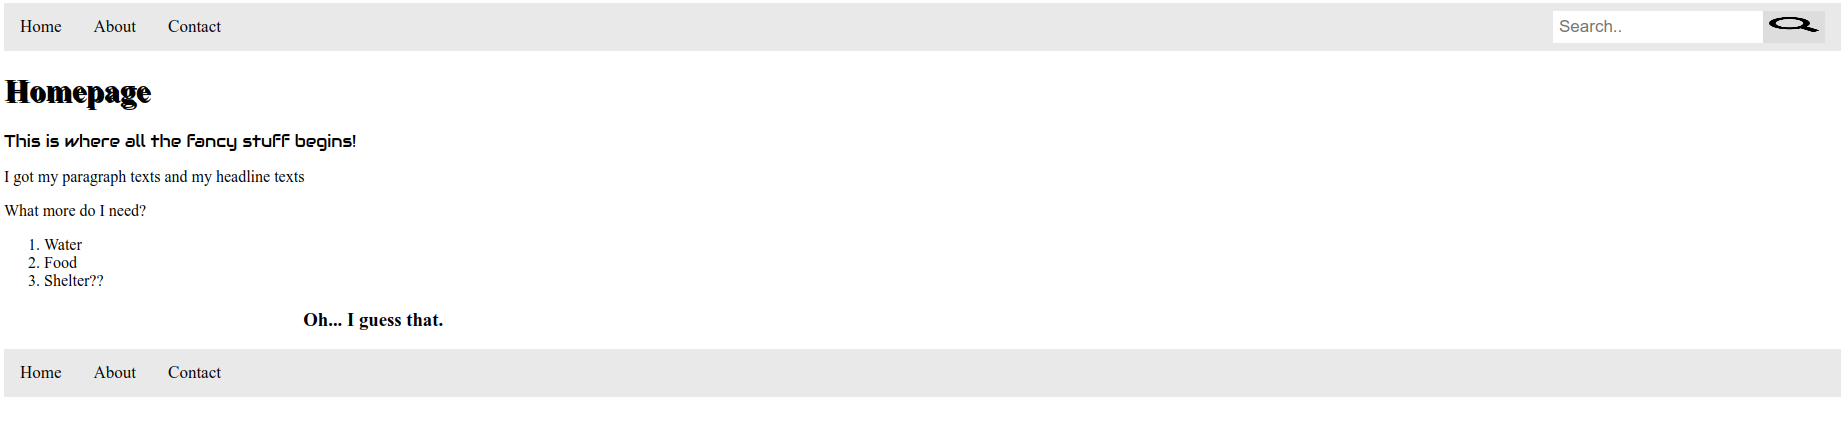 Home About Contact Search..
Homepage
This is where all the fancy stuff begins!
I got my paragraph texts and my headline texts
What more do I need?
1. Water
2. Food
3. Shelter??
Oh... I guess that.
Home About Contact